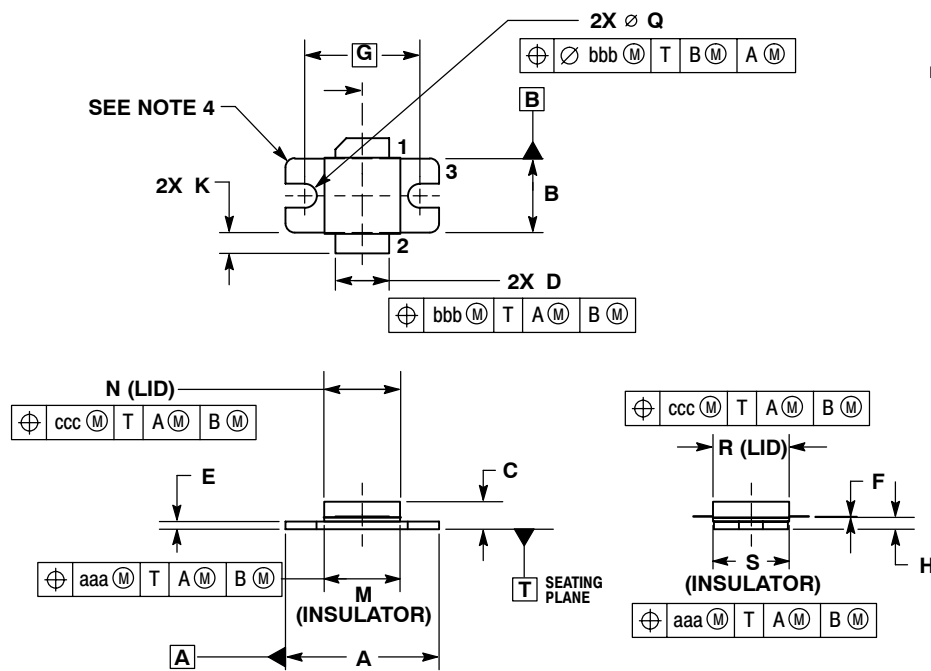 2X ⌀ Q
⌖ ⌀ bbb Ⓜ T B Ⓜ A Ⓜ
G
B
SEE NOTE 4
1
3
2X K
B
2
2X D
⌖ bbb Ⓜ T A Ⓜ B Ⓜ
N (LID)
⌖ ccc Ⓜ T A Ⓜ B Ⓜ
⌖ ccc Ⓜ T A Ⓜ B Ⓜ
R (LID)
E
C
F
H
⌖ aaa Ⓜ T A Ⓜ B Ⓜ
M
(INSULATOR)
T SEATING
PLANE
S
(INSULATOR)
⌖ aaa Ⓜ T A Ⓜ B Ⓜ
A
A